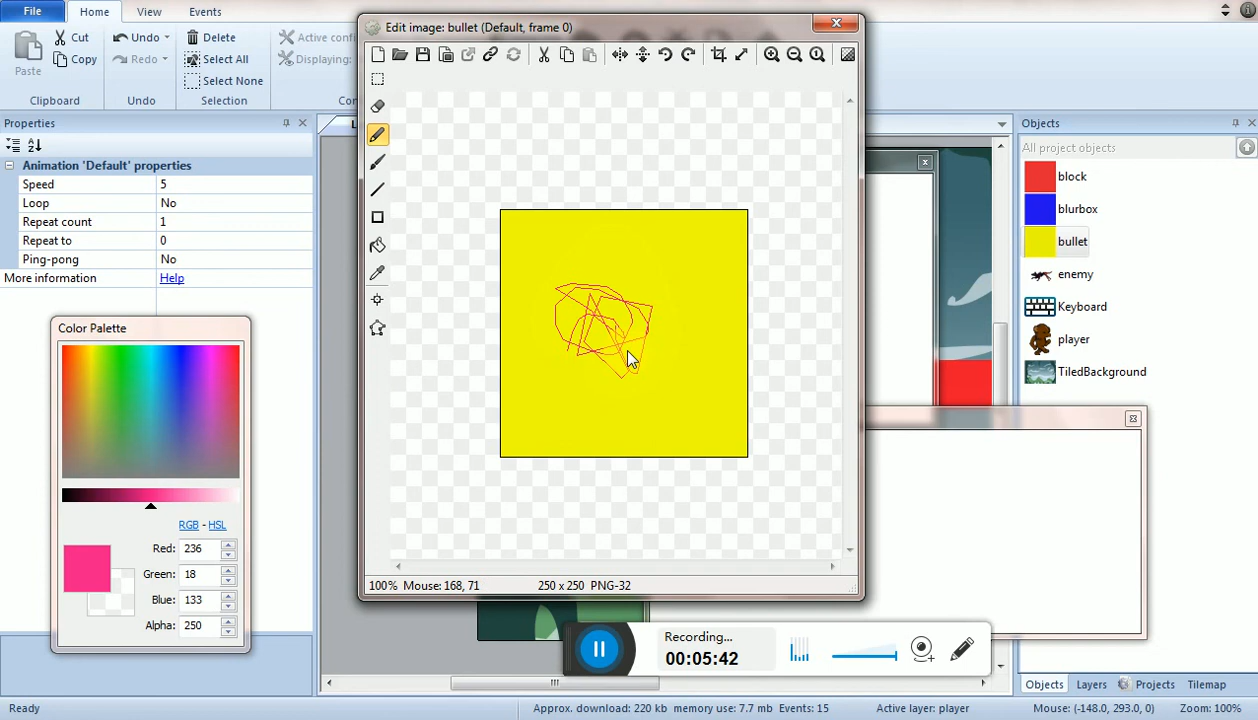 File
Home
View
Events
Edit image: bullet (Default, frame 0)
Paste
Cut
Copy
Clipboard
Undo
Redo
Undo
Delete
Select All
Select None
Selection
Active confi
Displaying:
Properties
Animation 'Default' properties
Speed 5
Loop No
Repeat count 1
Repeat to 0
Ping-pong No
More information Help
Color Palette
RGB - HSL
Red: 236
Green: 18
Blue: 133
Alpha: 250
100% Mouse: 168, 71 250 x 250 PNG-32
Recording...
00:05:42
Objects
All project objects
block
blurbox
bullet
enemy
Keyboard
player
TiledBackground
Objects Layers Projects Tilemap
Ready
Approx. download: 220 kb memory use: 7.7 mb Events: 15 Active layer: player Mouse: (-148.0, 293.0, 0) Zoom: 100%